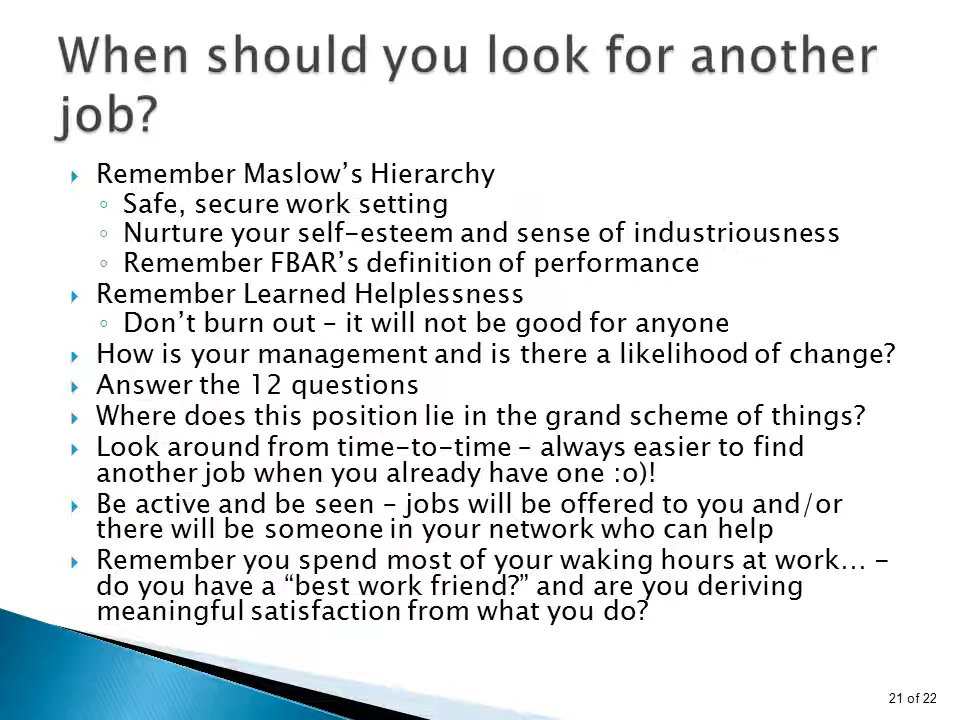 When should you look for another
job?
Remember Maslow's Hierarchy
Safe, secure work setting
Nurture your self-esteem and sense of industriousness
Remember FBAR's definition of performance
Remember Learned Helplessness
Don't burn out – it will not be good for anyone
How is your management and is there a likelihood of change?
Answer the 12 questions
Where does this position lie in the grand scheme of things?
Look around from time-to-time – always easier to find
another job when you already have one :o)!
Be active and be seen – jobs will be offered to you and/or
there will be someone in your network who can help
Remember you spend most of your waking hours at work… -
do you have a “best work friend?” and are you deriving
meaningful satisfaction from what you do?
21 of 22